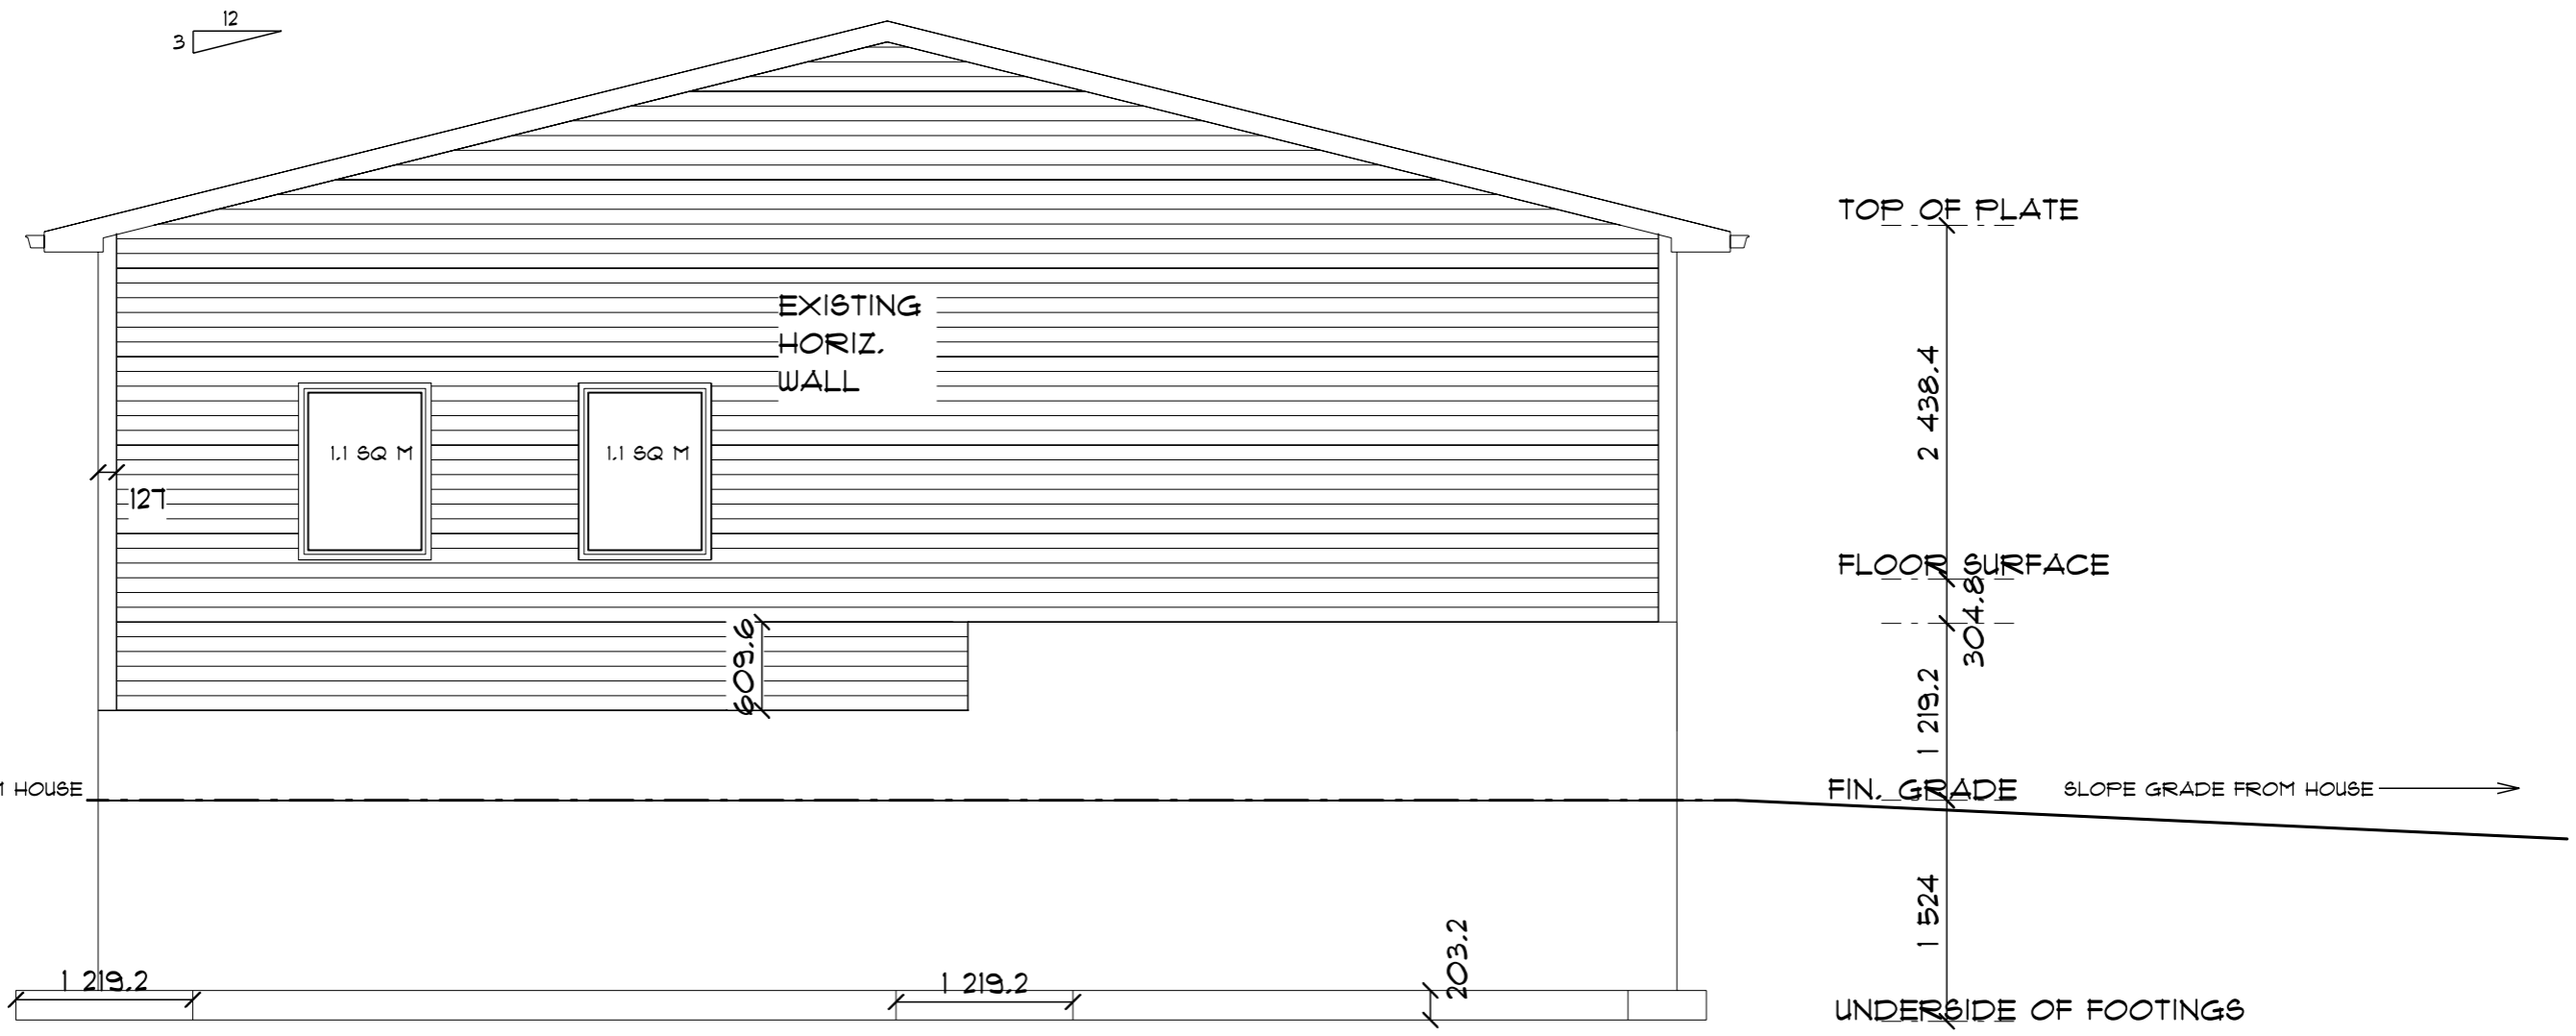 12
3
TOP OF PLATE
EXISTING
HORIZ.
WALL
2 438.4
1.1 SQ M
1.1 SQ M
127
FLOOR SURFACE
304.8
609.6
1 219.2
HOUSE
FIN. GRADE
SLOPE GRADE FROM HOUSE
1 524
203.2
1 219.2
1 219.2
UNDERSIDE OF FOOTINGS